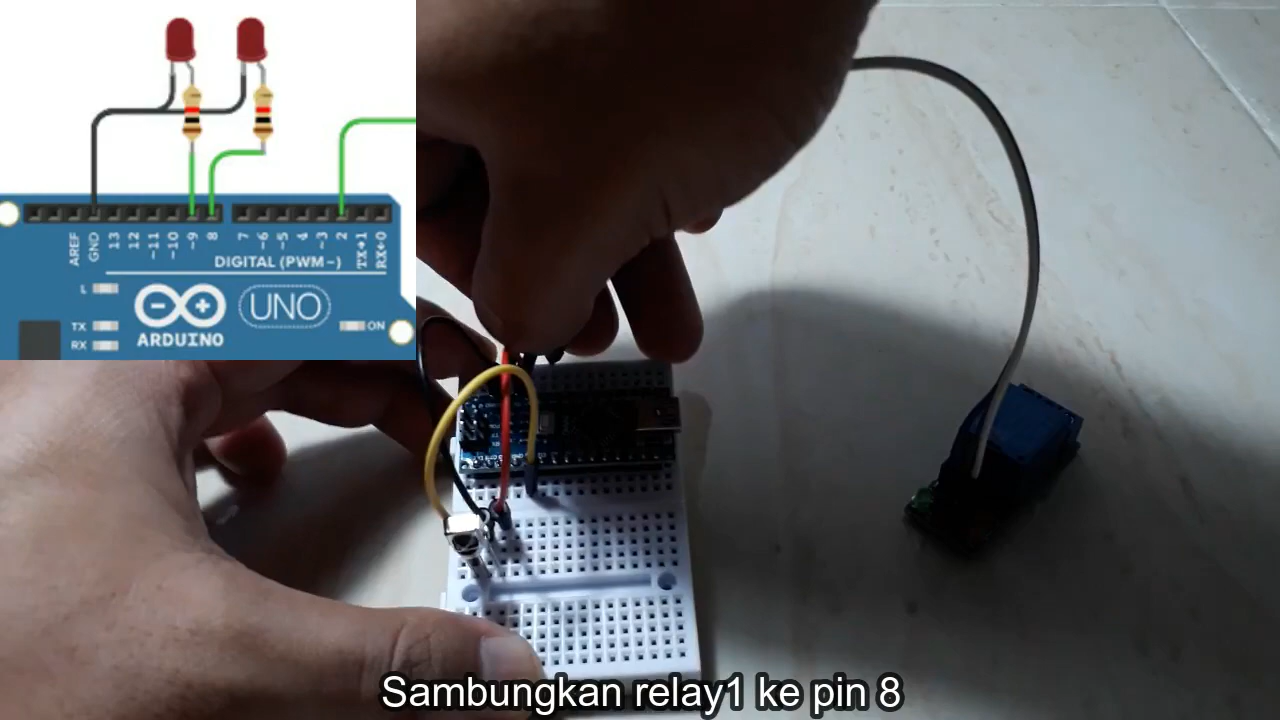 AREF
GND
13
12
~11
~10
~9
8
7
~6
~5
4
~3
2
TX→1
RX←0
DIGITAL (PWM~)
L
TX
RX
ARDUINO
UNO
ON
Sambungkan relay1 ke pin 8